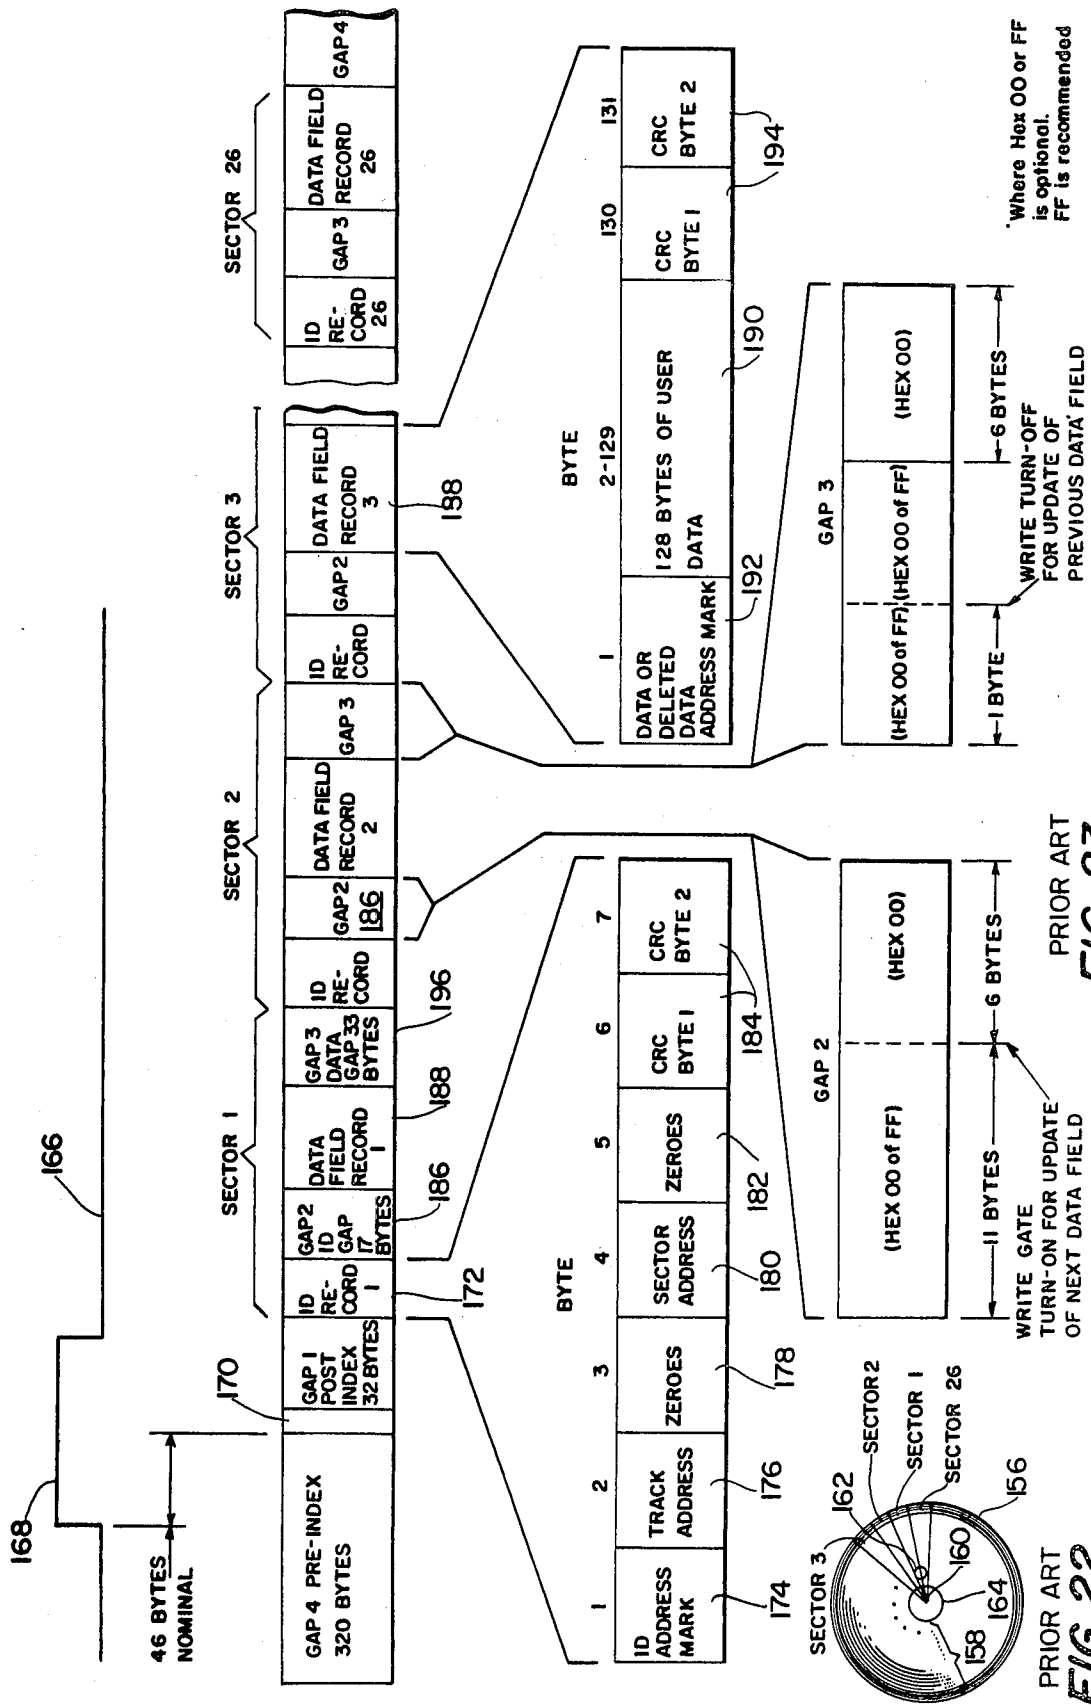 168
166
46 BYTES
NOMINAL
170
SECTOR 1
SECTOR 2
SECTOR 3
SECTOR 26
GAP 4 PRE-INDEX
320 BYTES
GAP 1
POST
INDEX
32 BYTES
ID
RE-
CORD
1
GAP2
ID
GAP
17
BYTES
DATA
FIELD
RECORD
1
GAP 3
DATA
GAP 33
BYTES
ID
RE-
CORD
GAP2
186
DATA FIELD
RECORD
2
GAP 3
ID
RE-
CORD
GAP2
DATA FIELD
RECORD
3
ID
RE-
CORD
26
GAP3
DATA FIELD
RECORD
26
GAP4
172
186
188
196
188
BYTE
1
2
3
4
5
6
7
ID
ADDRESS
MARK
TRACK
ADDRESS
ZEROES
SECTOR
ADDRESS
ZEROES
CRC
BYTE 1
CRC
BYTE 2
174
176
178
180
182
184
BYTE
1
2-129
130
131
DATA OR
DELETED
DATA
ADDRESS MARK
128 BYTES OF USER
DATA
CRC
BYTE 1
CRC
BYTE 2
192
190
194
GAP 2
(HEX 00 of FF)
(HEX 00)
11 BYTES
6 BYTES
WRITE GATE
TURN-ON FOR UPDATE
OF NEXT DATA FIELD
GAP 3
(HEX 00 of FF)
(HEX 00 of FF)
(HEX 00)
1 BYTE
6 BYTES
WRITE TURN-OFF
FOR UPDATE OF
PREVIOUS DATA FIELD
Where Hex 00 or FF
is optional.
FF is recommended
SECTOR 3
162
SECTOR2
SECTOR 1
SECTOR 26
156
160
164
158
PRIOR ART
FIG. 22
PRIOR ART